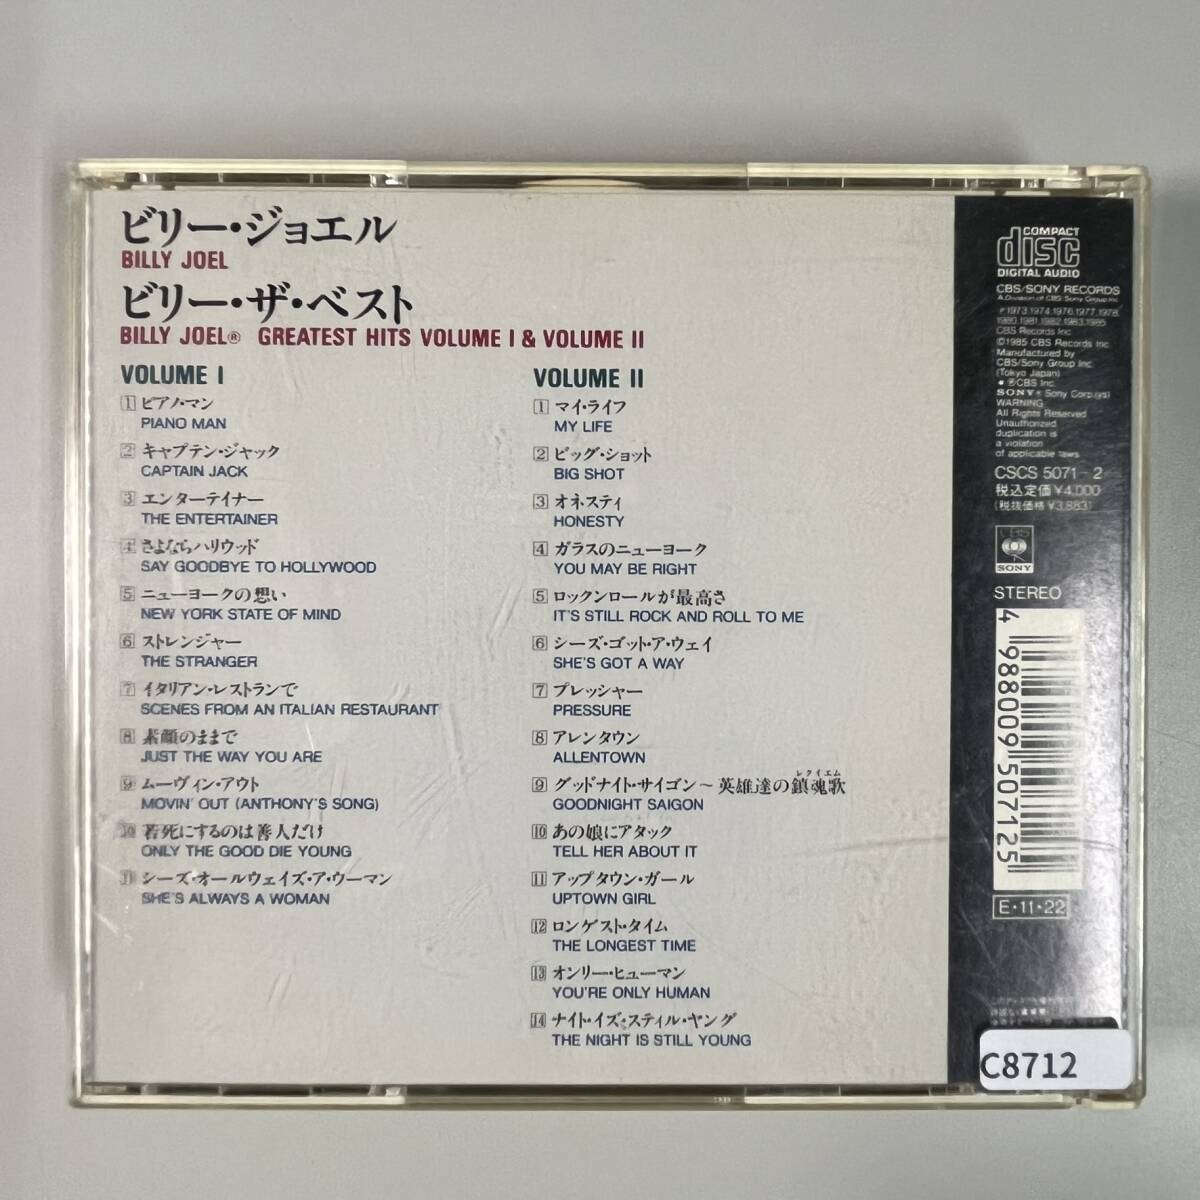 ビリー・ジョエル
BILLY JOEL
ビリー・ザ・ベスト
BILLY JOEL® GREATEST HITS VOLUME I & VOLUME II
VOLUME I
1 ピアノ・マン
PIANO MAN
2 キャプテン・ジャック
CAPTAIN JACK
3 エンターテイナー
THE ENTERTAINER
4 さよならハリウッド
SAY GOODBYE TO HOLLYWOOD
5 ニューヨークの想い
NEW YORK STATE OF MIND
6 ストレンジャー
THE STRANGER
7 イタリアン・レストランで
SCENES FROM AN ITALIAN RESTAURANT
8 素顔のままで
JUST THE WAY YOU ARE
9 ムーヴィン・アウト
MOVIN' OUT (ANTHONY'S SONG)
10 若死にするのは善人だけ
ONLY THE GOOD DIE YOUNG
11 シーズ・オールウェイズ・ア・ウーマン
SHE'S ALWAYS A WOMAN
VOLUME II
1 マイ・ライフ
MY LIFE
2 ビッグ・ショット
BIG SHOT
3 オネスティ
HONESTY
4 ガラスのニューヨーク
YOU MAY BE RIGHT
5 ロックンロールが最高さ
IT'S STILL ROCK AND ROLL TO ME
6 シーズ・ゴット・ア・ウェイ
SHE'S GOT A WAY
7 プレッシャー
PRESSURE
8 アレンタウン
ALLENTOWN
レクイエム
9 グッドナイト・サイゴン～英雄達の鎮魂歌
GOODNIGHT SAIGON
10 あの娘にアタック
TELL HER ABOUT IT
11 アップタウン・ガール
UPTOWN GIRL
12 ロンゲスト・タイム
THE LONGEST TIME
13 オンリー・ヒューマン
YOU'RE ONLY HUMAN
14 ナイト・イズ・スティル・ヤング
THE NIGHT IS STILL YOUNG
COMPACT
disc
DIGITAL AUDIO
CBS/SONY RECORDS
A Division of CBS/Sony Group Inc.
℗1973,1974,1976,1977,1978,
1980,1981,1982,1983,1985
CBS Records Inc.
©1985 CBS Records Inc.
Manufactured by
CBS/Sony Group Inc.
(Tokyo Japan)
®CBS Inc.
SONY® Sony Corp.(ys)
WARNING:
All Rights Reserved.
Unauthorized
duplication is
a violation
of applicable laws.
CSCS 5071-2
税込定価¥4,000
(税抜価格¥3,883)
CBS
SONY
STEREO
4 988009 507125
E・11・22
C8712